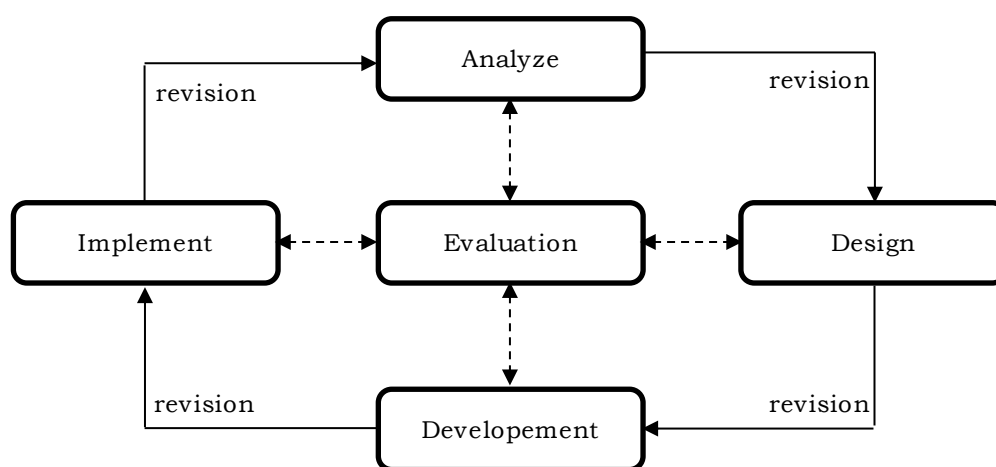 Analyze
revision
revision
Implement
Evaluation
Design
revision
revision
Developement